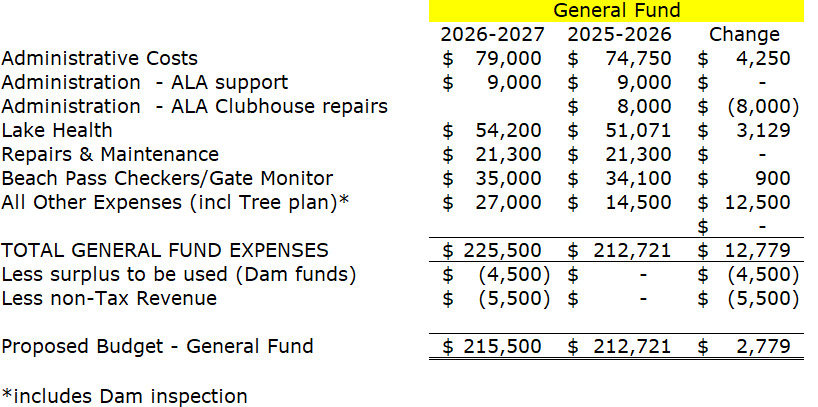 General Fund
2026-2027 2025-2026 Change
Administrative Costs $ 79,000 $ 74,750 $ 4,250
Administration - ALA support $ 9,000 $ 9,000 $ -
Administration - ALA Clubhouse repairs $ 8,000 $ (8,000)
Lake Health $ 54,200 $ 51,071 $ 3,129
Repairs & Maintenance $ 21,300 $ 21,300 $ -
Beach Pass Checkers/Gate Monitor $ 35,000 $ 34,100 $ 900
All Other Expenses (incl Tree plan)* $ 27,000 $ 14,500 $ 12,500
$ -
TOTAL GENERAL FUND EXPENSES $ 225,500 $ 212,721 $ 12,779
Less surplus to be used (Dam funds) $ (4,500) $ - $ (4,500)
Less non-Tax Revenue $ (5,500) $ - $ (5,500)
Proposed Budget - General Fund $ 215,500 $ 212,721 $ 2,779
*includes Dam inspection